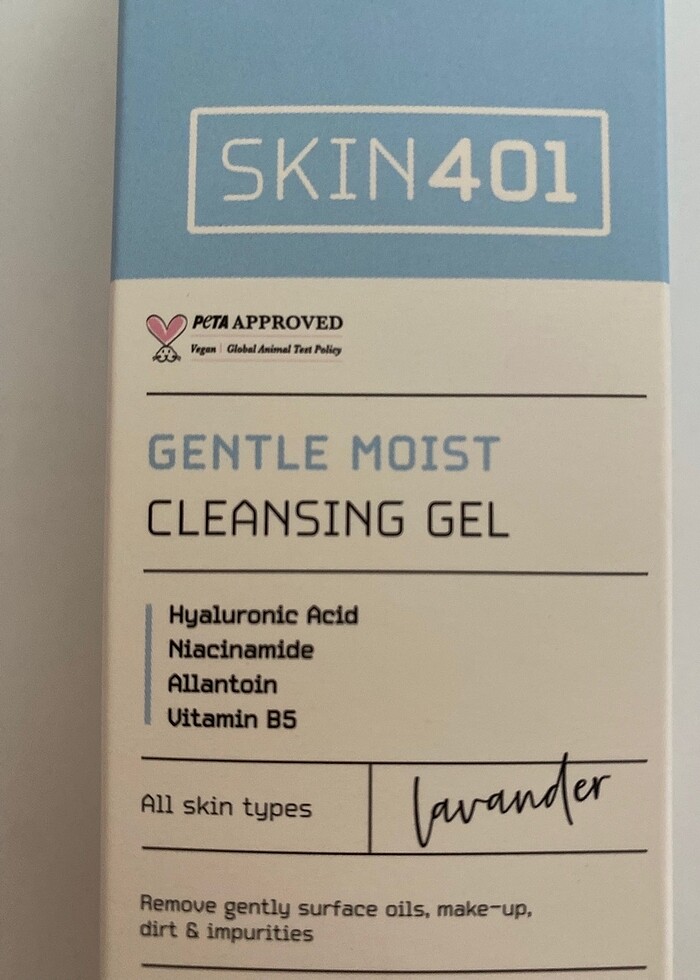 SKIN401
PETA APPROVED
Vegan | Global Animal Test Policy
GENTLE MOIST
CLEANSING GEL
Hyaluronic Acid
Niacinamide
Allantoin
Vitamin B5
All skin types
lavander
Remove gently surface oils, make-up,
dirt & impurities